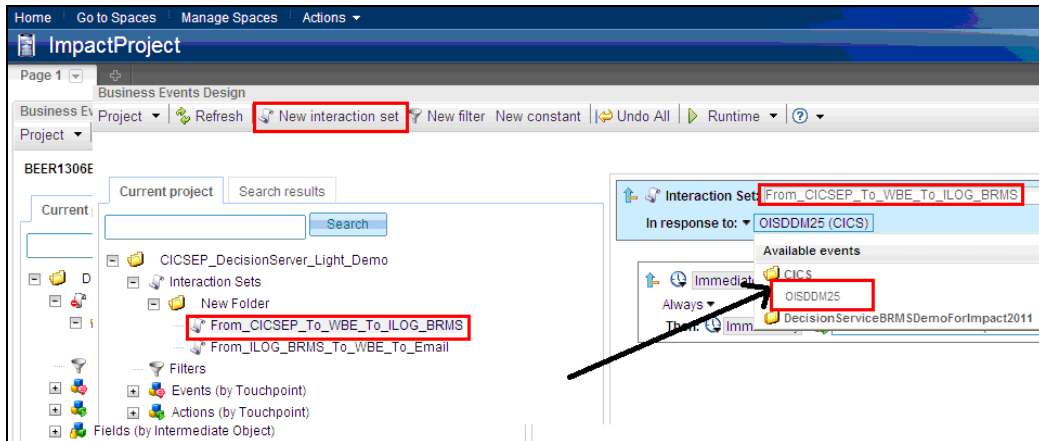 Home Go to Spaces Manage Spaces Actions
ImpactProject
Page 1
Business Events Design
Business Ev
Project Refresh New interaction set New filter New constant Undo All Runtime
Project
BEER1306E
Current project Search results
Current
Search
Interaction Set: From_CICSEP_To_WBE_To_ILOG_BRMS
In response to: OISDDM25 (CICS)
Available events
CICS
OISDDM25
DecisionServiceBRMSDemoForImpact2011
CICSEP_DecisionServer_Light_Demo
D
Interaction Sets
New Folder
From_CICSEP_To_WBE_To_ILOG_BRMS
From_ILOG_BRMS_To_WBE_To_Email
Filters
Events (by Touchpoint)
Actions (by Touchpoint)
Fields (by Intermediate Object)
Immediat
Always
Then: Imm